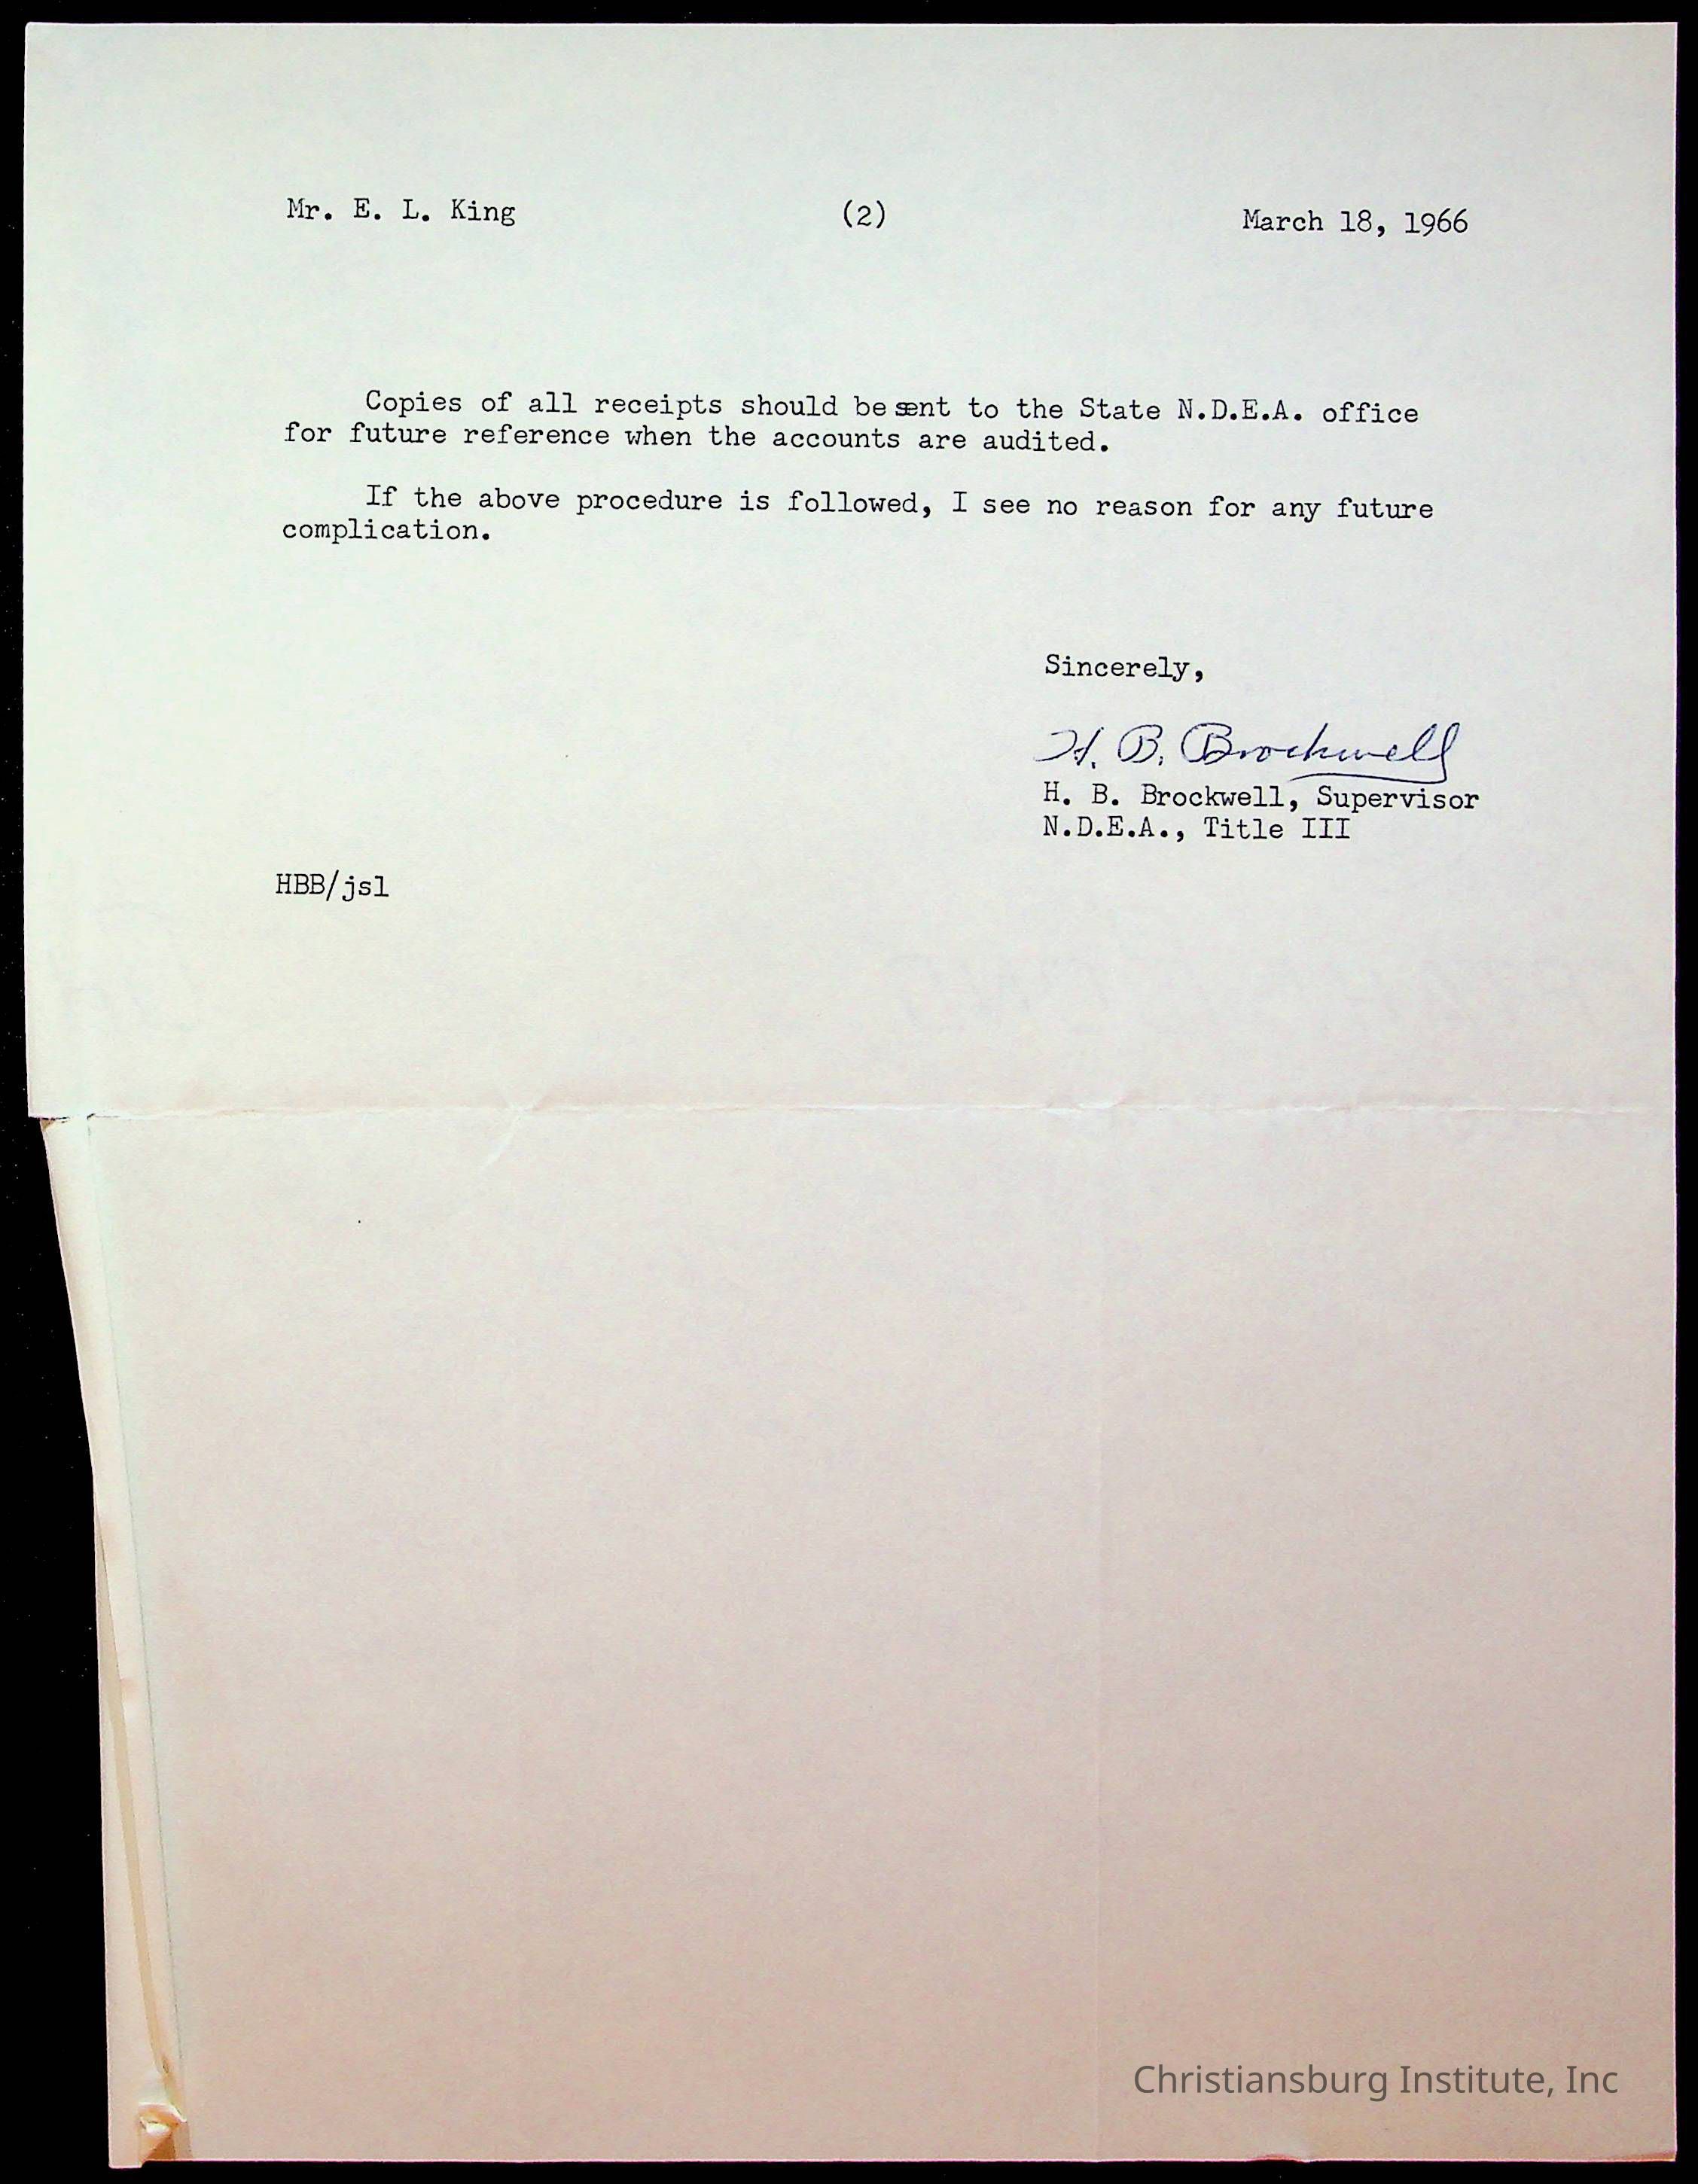 Mr. E. L. King (2) March 18, 1966
Copies of all receipts should be sent to the State N.D.E.A. office
for future reference when the accounts are audited.
If the above procedure is followed, I see no reason for any future
complication.
Sincerely,
H. B. Brockwell
H. B. Brockwell, Supervisor
N.D.E.A., Title III
HBB/jsl
Christiansburg Institute, Inc